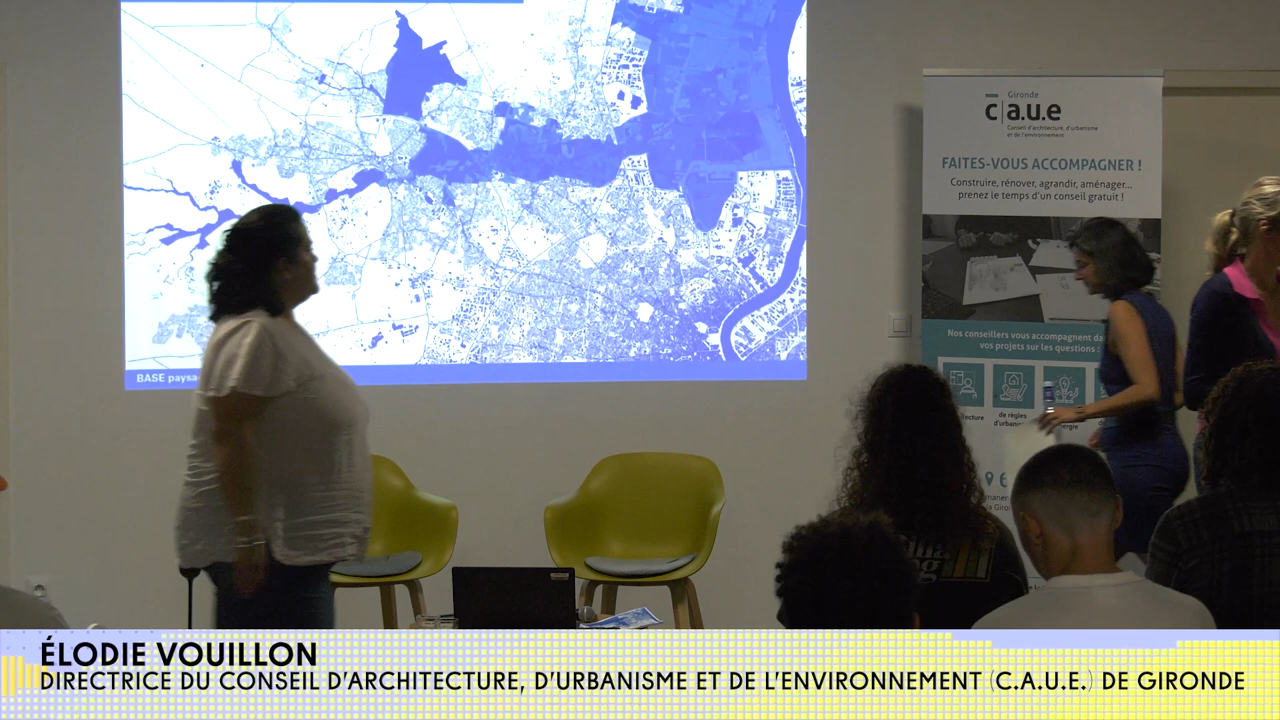 BASE paysa
Gironde
c|a.u.e
Conseil d'architecture, d'urbanisme
et de l'environnement
FAITES-VOUS ACCOMPAGNER !
Construire, rénover, agrandir, aménager...
prenez le temps d'un conseil gratuit !
Nos conseillers vous accompagnent da
vos projets sur les questions :
de règles
ÉLODIE VOUILLON
DIRECTRICE DU CONSEIL D'ARCHITECTURE, D'URBANISME ET DE L'ENVIRONNEMENT (C.A.U.E.) DE GIRONDE